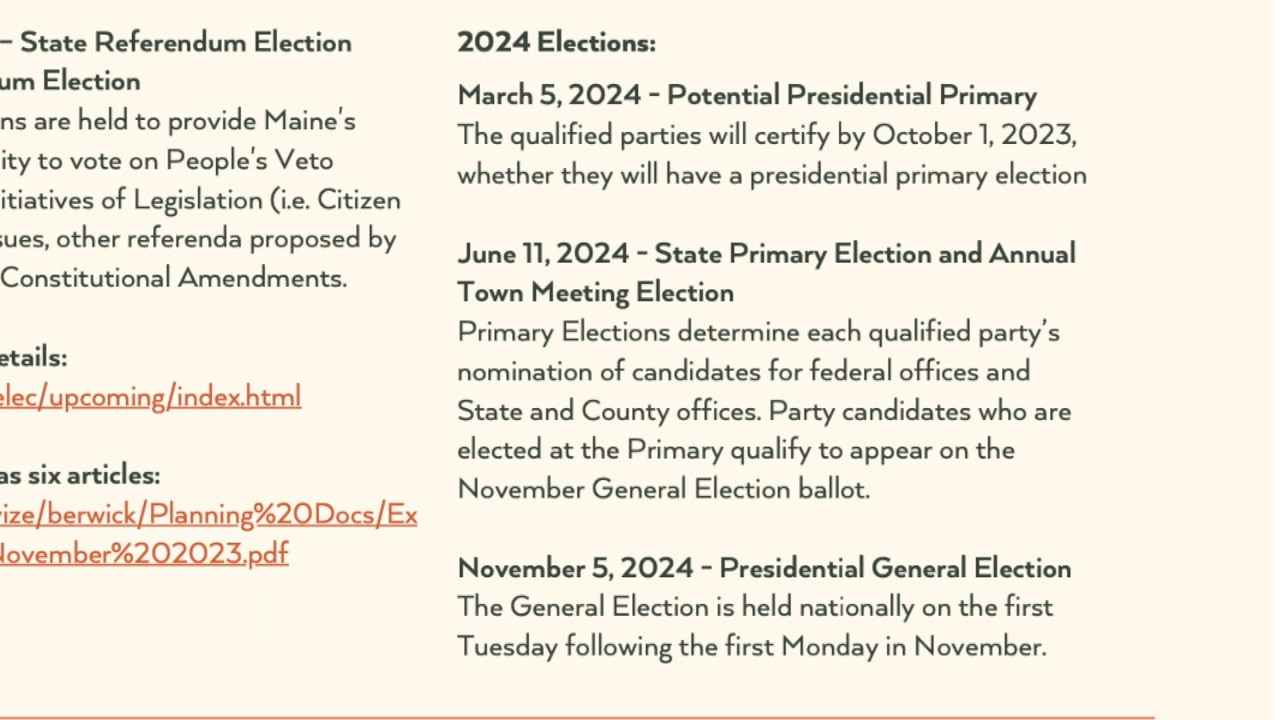 – State Referendum Election
um Election
ns are held to provide Maine's
ity to vote on People's Veto
itiatives of Legislation (i.e. Citizen
sues, other referenda proposed by
Constitutional Amendments.
etails:
elec/upcoming/index.html
as six articles:
vize/berwick/Planning%20Docs/Ex
November%202023.pdf
2024 Elections:
March 5, 2024 - Potential Presidential Primary
The qualified parties will certify by October 1, 2023,
whether they will have a presidential primary election
June 11, 2024 - State Primary Election and Annual
Town Meeting Election
Primary Elections determine each qualified party’s
nomination of candidates for federal offices and
State and County offices. Party candidates who are
elected at the Primary qualify to appear on the
November General Election ballot.
November 5, 2024 - Presidential General Election
The General Election is held nationally on the first
Tuesday following the first Monday in November.